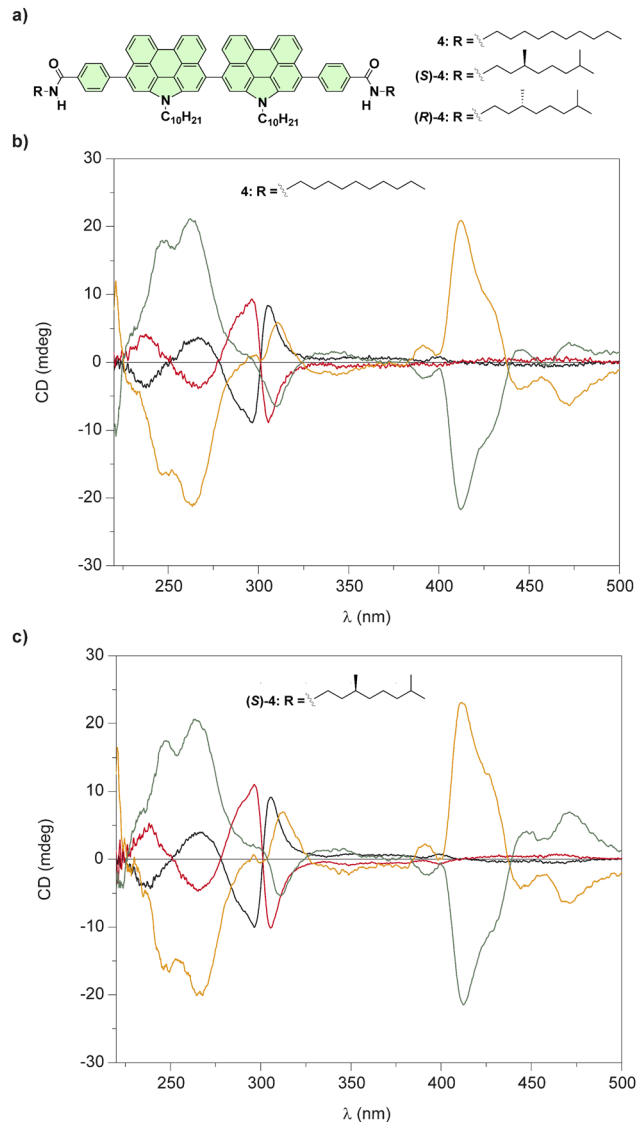 a)
4: R =
(S)-4: R =
(R)-4: R =
O
O
R-N
N-R
H
H
N
N
C10H21
C10H21
b)
4: R =
30
20
10
0
-10
-20
-30
CD (mdeg)
250 300 350 400 450 500
λ (nm)
c)
(S)-4: R =
30
20
10
0
-10
-20
-30
CD (mdeg)
250 300 350 400 450 500
λ (nm)